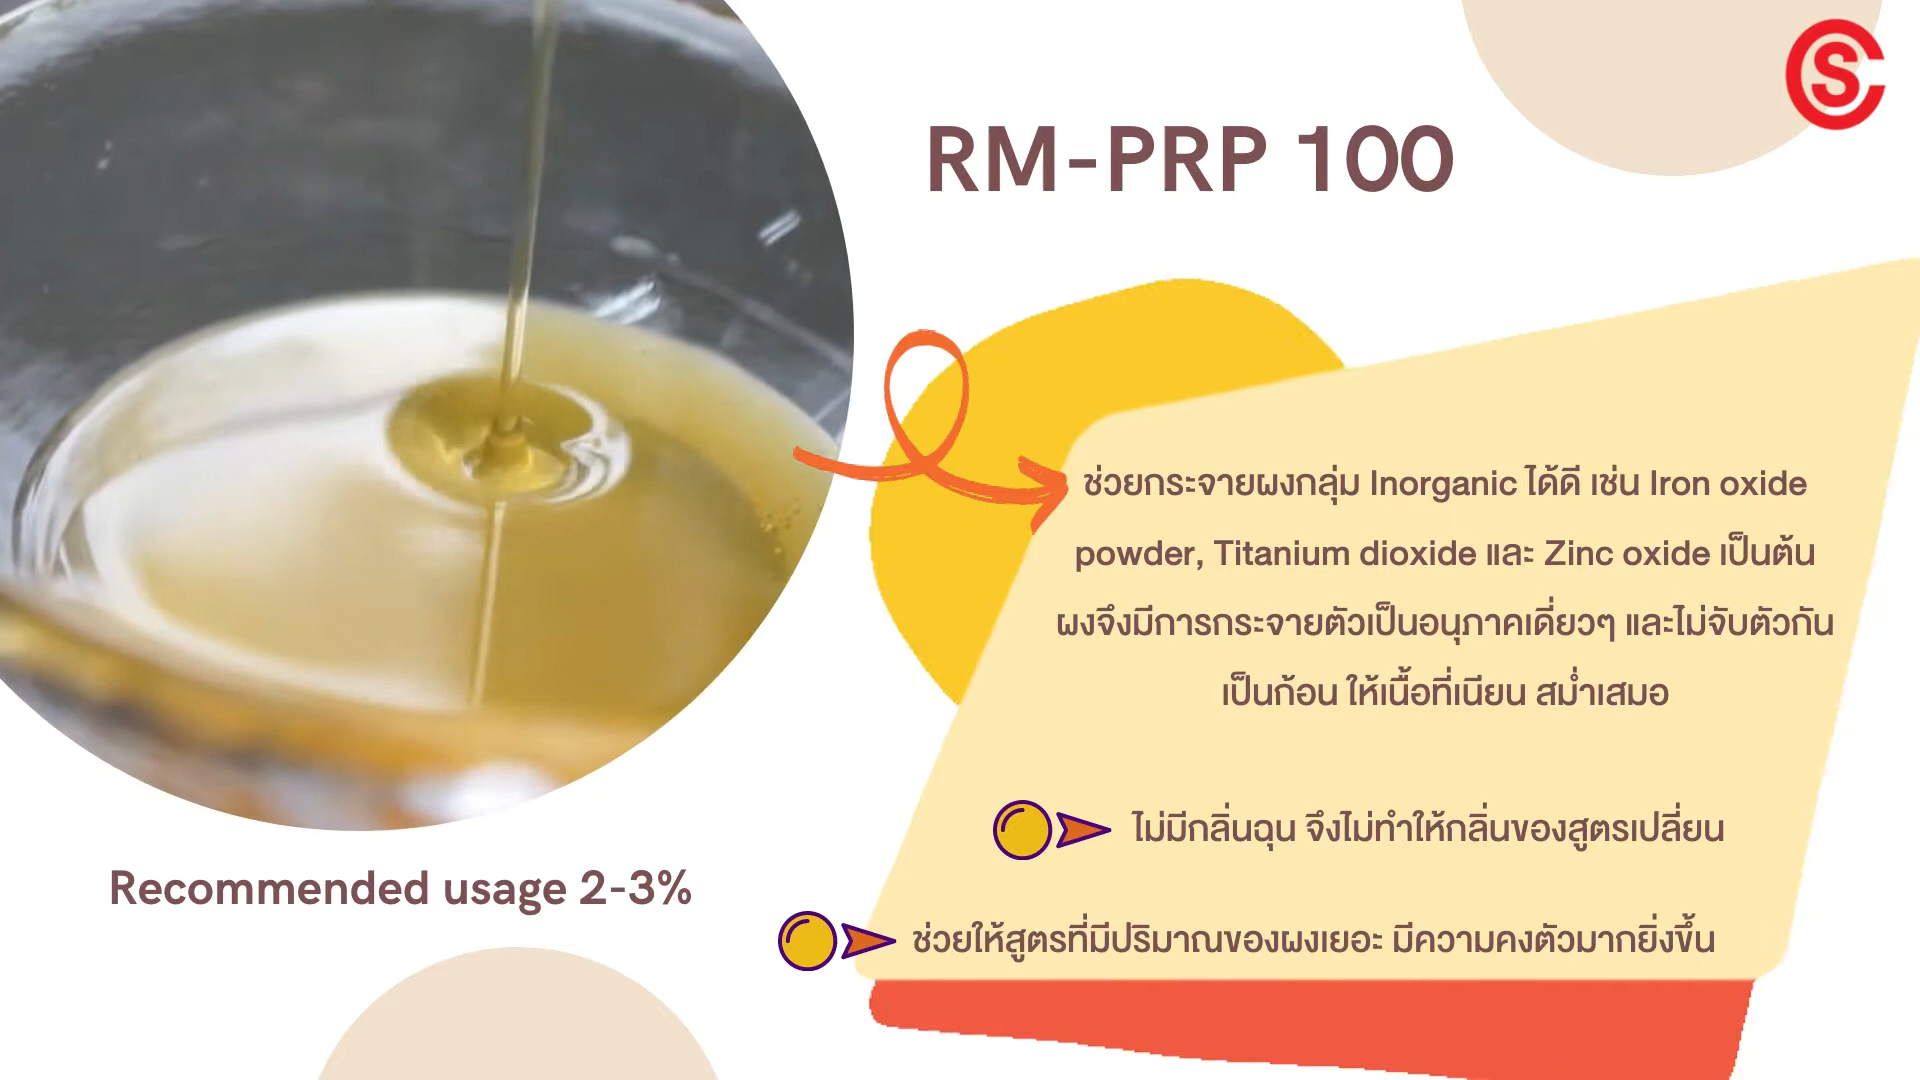 RM-PRP 100
ช่วยกระจายผงกลุ่ม Inorganic ได้ดี เช่น Iron oxide
powder, Titanium dioxide และ Zinc oxide เป็นต้น
ผงจึงมีการกระจายตัวเป็นอนุภาคเดี่ยวๆ และไม่จับตัวกัน
เป็นก้อน ให้เนื้อที่เนียน สม่ำเสมอ
ไม่มีกลิ่นฉุน จึงไม่ทำให้กลิ่นของสูตรเปลี่ยน
ช่วยให้สูตรที่มีปริมาณของผงเยอะ มีความคงตัวมากยิ่งขึ้น
Recommended usage 2-3%
CS